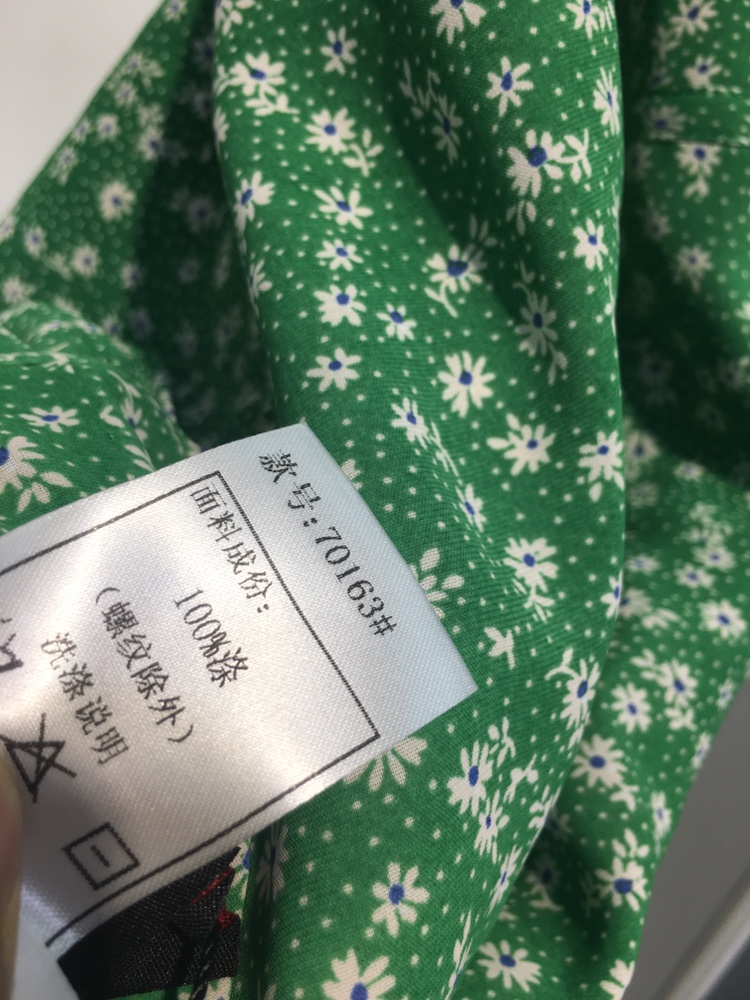 款号:70163#
面料成份:
100%涤
(螺纹除外)
洗涤说明